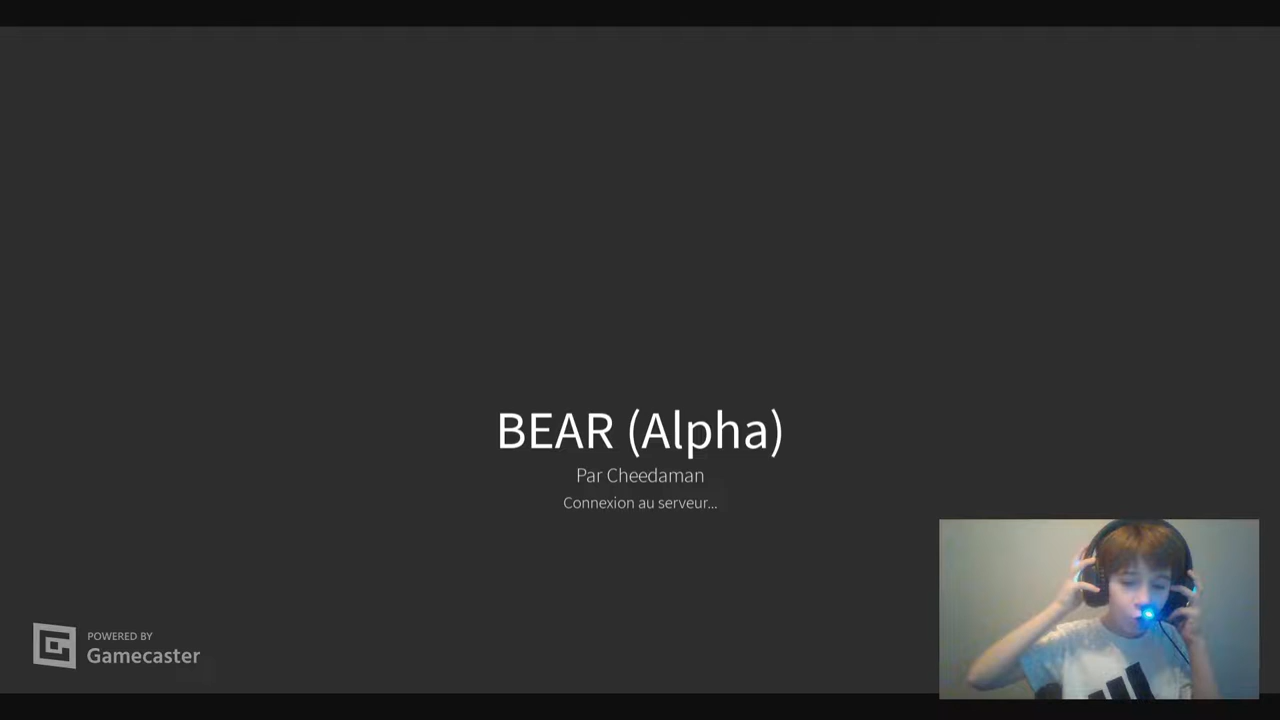 BEAR (Alpha)
Par Cheedaman
Connexion au serveur...
POWERED BY
Gamecaster